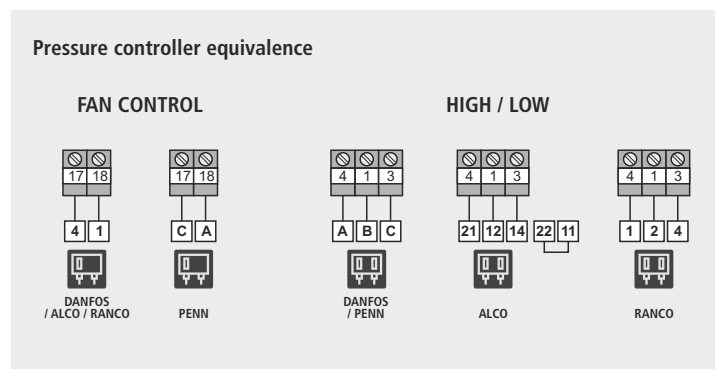 Pressure controller equivalence
FAN CONTROL
HIGH / LOW
17 18
17 18
4 1 3
4 1 3
4 1 3
4 1
C A
A B C
21 12 14 22 11
1 2 4
DANFOS
/ ALCO / RANCO
PENN
DANFOS
/ PENN
ALCO
RANCO